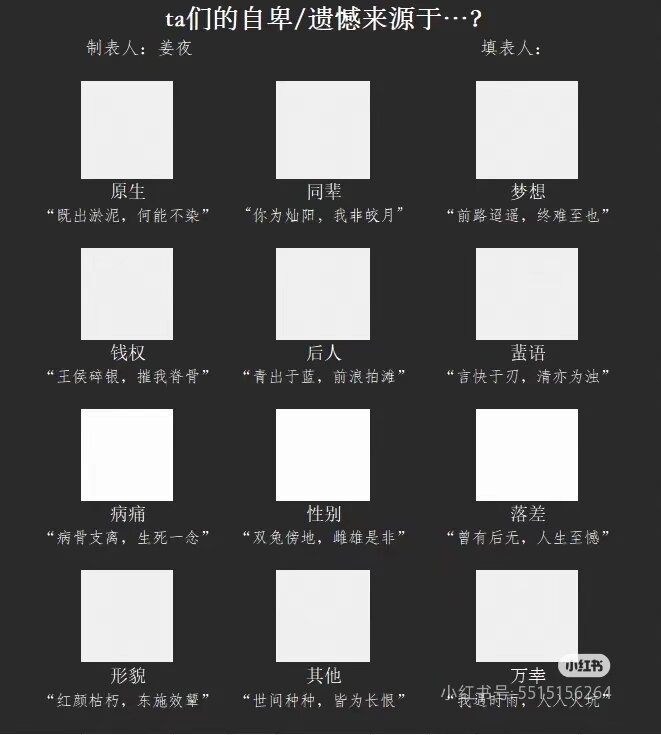 ta们的自卑/遗憾来源于…?
制表人：姜夜 填表人：
原生 同辈 梦想
“既出淤泥，何能不染” “你为灿阳，我非皎月” “前路迢遥，终难至也”
钱权 后人 蜚语
“王侯碎银，摧我脊骨” “青出于蓝，前浪拍滩” “言快于刃，清亦为浊”
病痛 性别 落差
“病骨支离，生死一念” “双兔傍地，雌雄是非” “曾有后无，人生至憾”
形貌 其他 万幸
“红颜枯朽，东施效颦” “世间种种，皆为长恨” “我遇时雨，人人火坑”
小红书
小红书号:5515156264